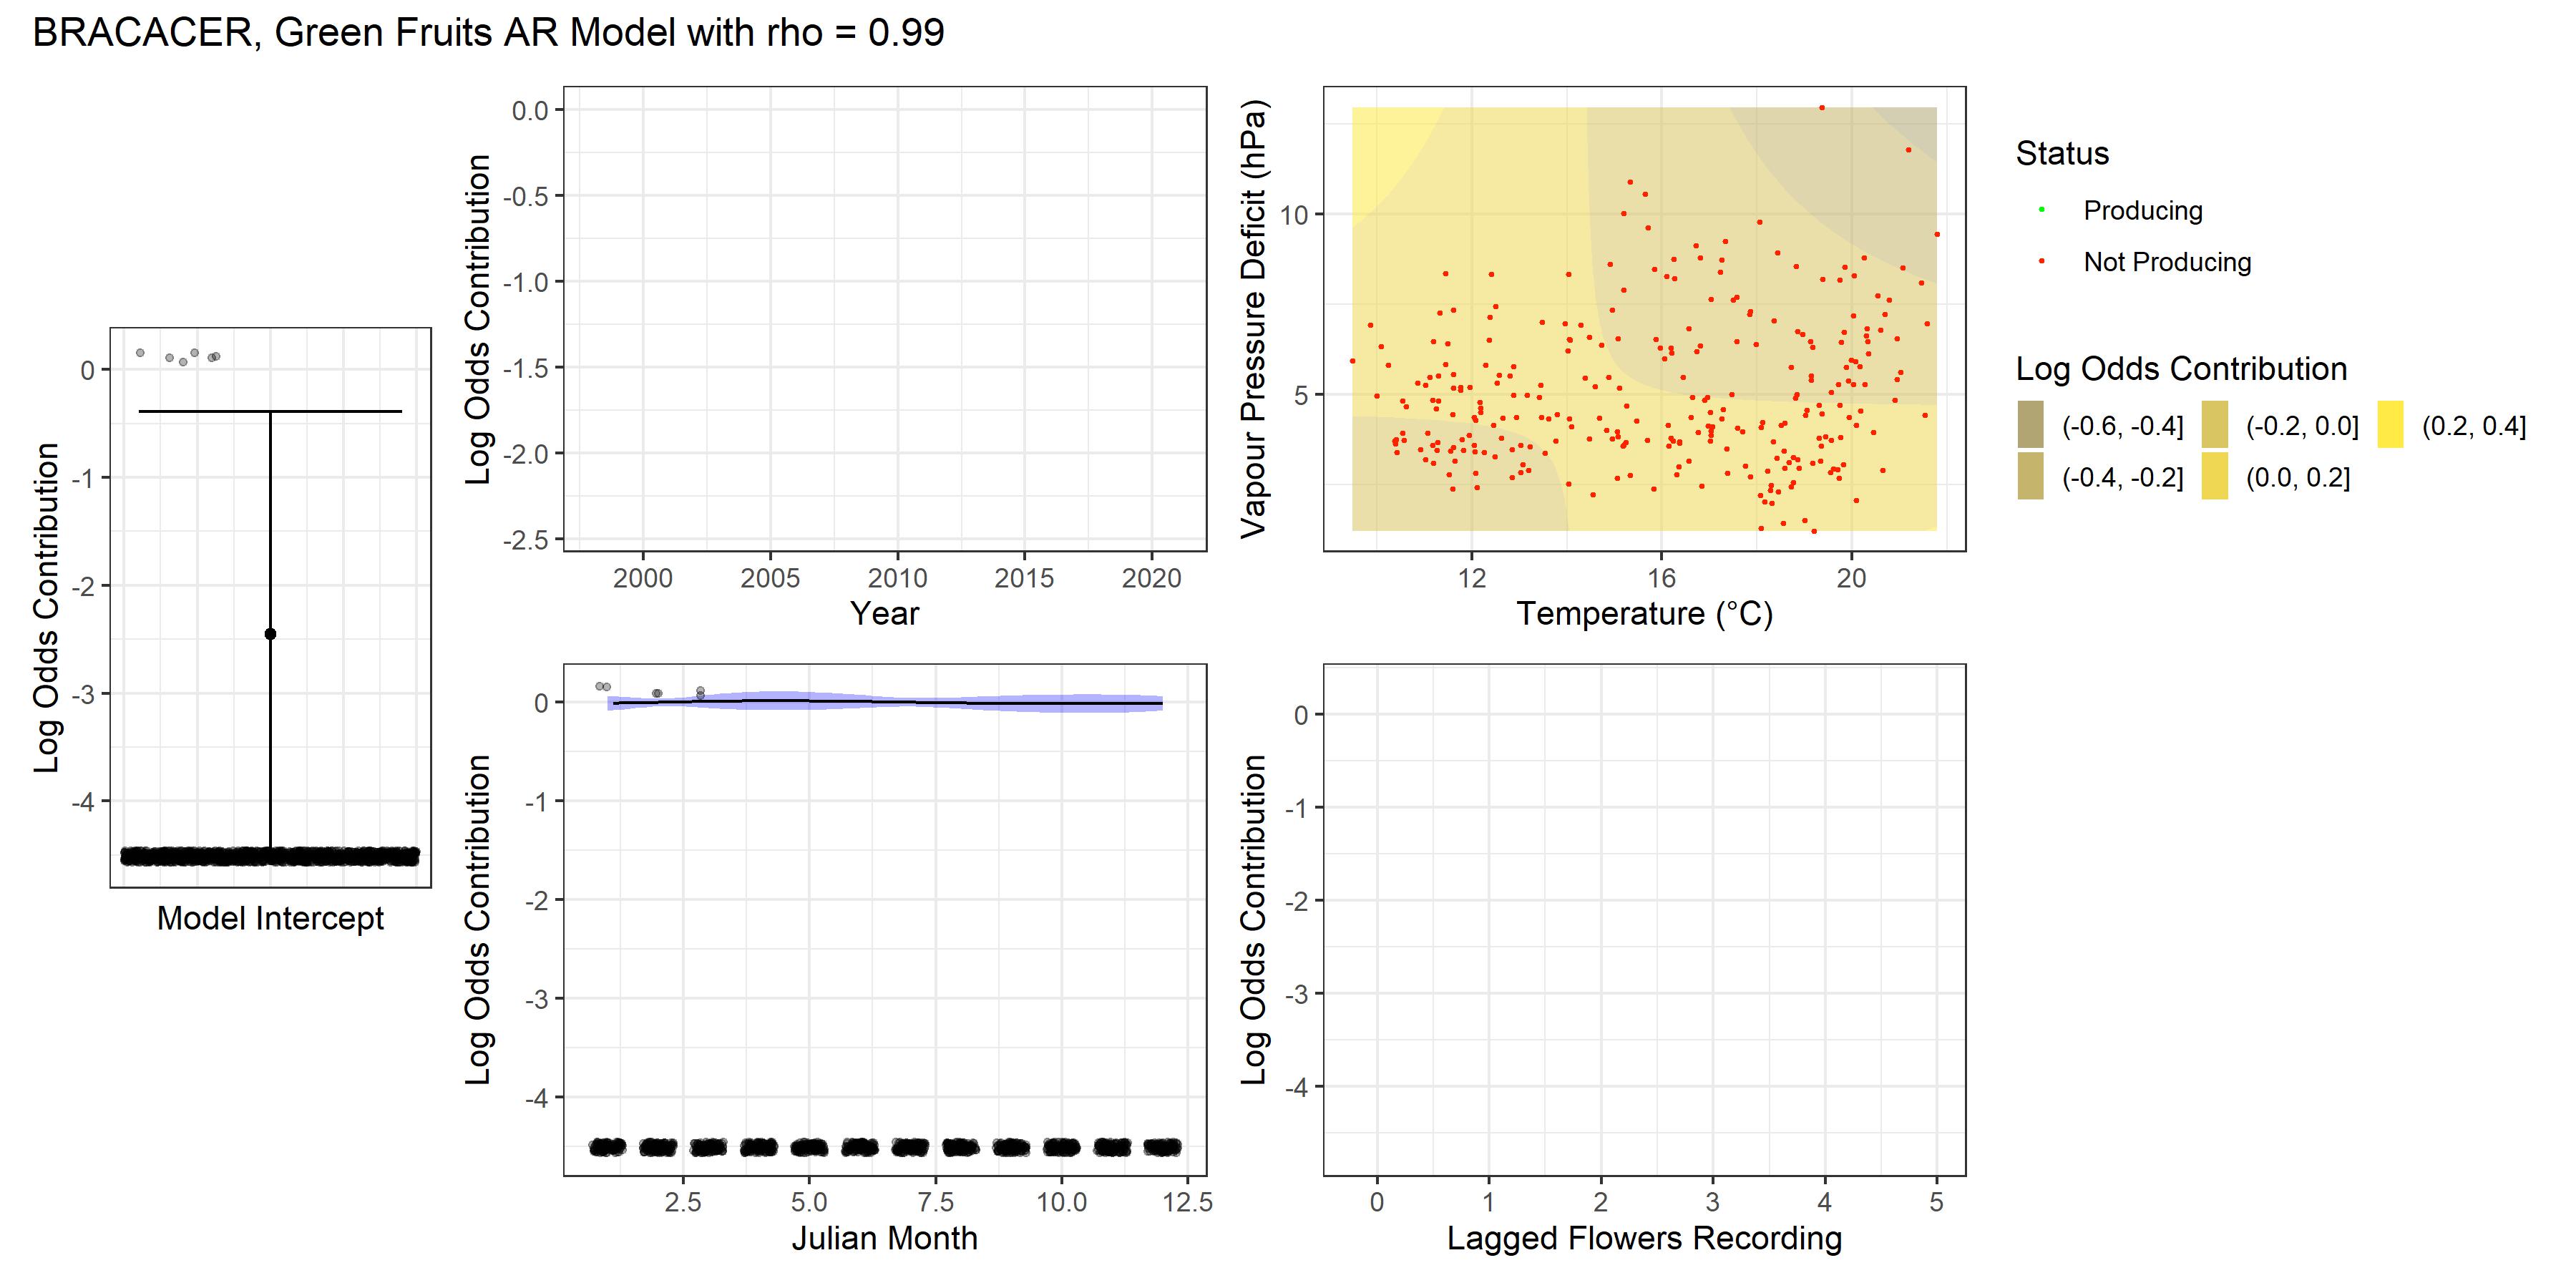 BRACACER, Green Fruits AR Model with rho = 0.99
Log Odds Contribution
0
-1
-2
-3
-4
Model Intercept
Log Odds Contribution
0.0
-0.5
-1.0
-1.5
-2.0
-2.5
2000 2005 2010 2015 2020
Year
Vapour Pressure Deficit (hPa)
10
5
12 16 20
Temperature (°C)
Status
Producing
Not Producing
Log Odds Contribution
(-0.6, -0.4] (-0.2, 0.0] (0.2, 0.4]
(-0.4, -0.2] (0.0, 0.2]
Log Odds Contribution
0
-1
-2
-3
-4
2.5 5.0 7.5 10.0 12.5
Julian Month
Log Odds Contribution
0
-1
-2
-3
-4
0 1 2 3 4 5
Lagged Flowers Recording